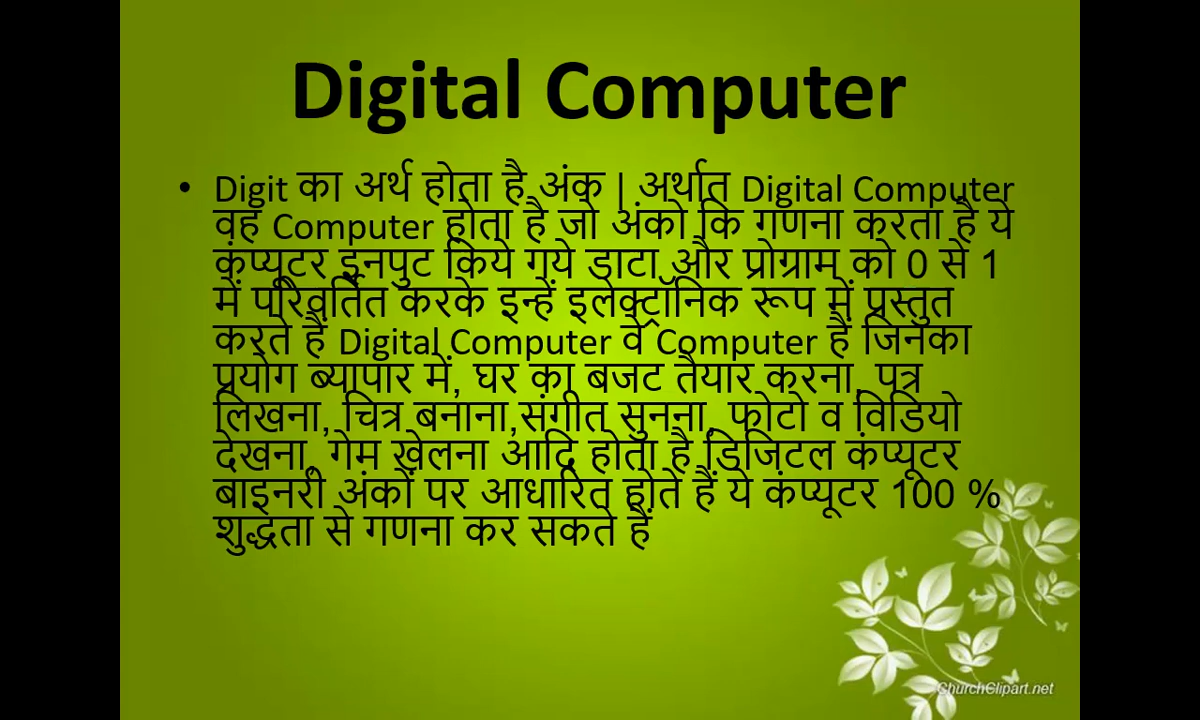 Digital Computer
• Digit का अर्थ होता है अंक | अर्थात Digital Computer
वह Computer होता है जो अंको कि गणना करता है ये
कंप्यूटर इनपुट किये गये डाटा और प्रोग्राम को 0 से 1
में परिवर्तित करके इन्हें इलेक्ट्रॉनिक रूप में प्रस्तुत
करते हैं Digital Computer वे Computer हैं जिनका
प्रयोग ब्यापार में, घर का बजट तैयार करना, पत्र
लिखना, चित्र बनाना,संगीत सुनना, फोटो व विडियो
देखना, गेम खेलना आदि होता है डिजिटल कंप्यूटर
बाइनरी अंकों पर आधारित होते हैं ये कंप्यूटर 100 %
शुद्धता से गणना कर सकते हैं
ChurchClipart.net